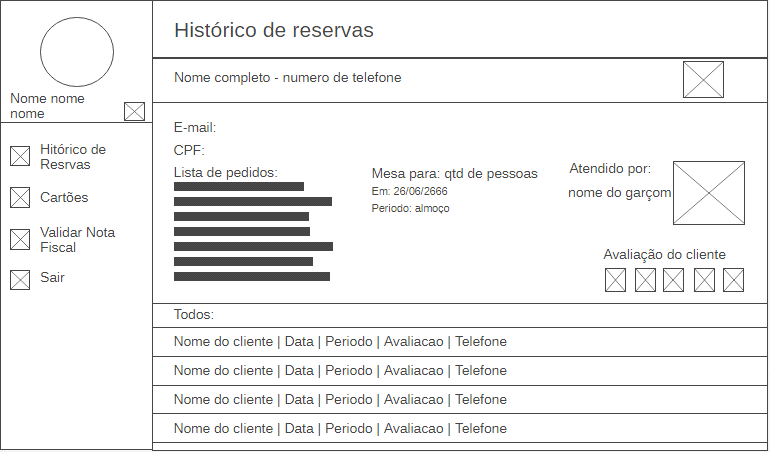 Nome nome
nome
Hitórico de
Resrvas
Cartões
Validar Nota
Fiscal
Sair
Histórico de reservas
Nome completo - numero de telefone
E-mail:
CPF:
Lista de pedidos:
Mesa para: qtd de pessoas
Em: 26/06/2666
Periodo: almoço
Atendido por:
nome do garçom
Avaliação do cliente
Todos:
Nome do cliente | Data | Periodo | Avaliacao | Telefone
Nome do cliente | Data | Periodo | Avaliacao | Telefone
Nome do cliente | Data | Periodo | Avaliacao | Telefone
Nome do cliente | Data | Periodo | Avaliacao | Telefone